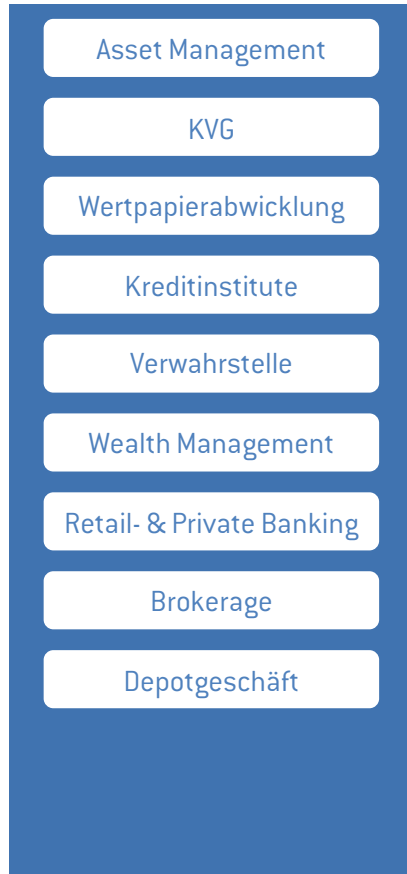 Asset Management
KVG
Wertpapierabwicklung
Kreditinstitute
Verwahrstelle
Wealth Management
Retail- & Private Banking
Brokerage
Depotgeschäft